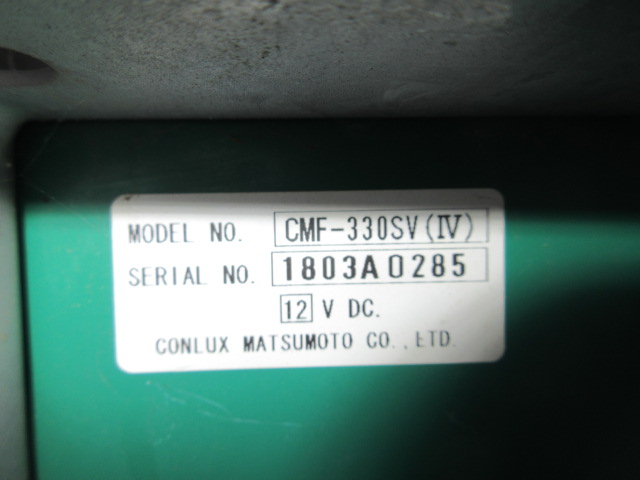 MODEL NO. CMF-330SV(Ⅳ)
SERIAL NO. 1803A0285
12 V DC.
CONLUX MATSUMOTO CO.,LTD.